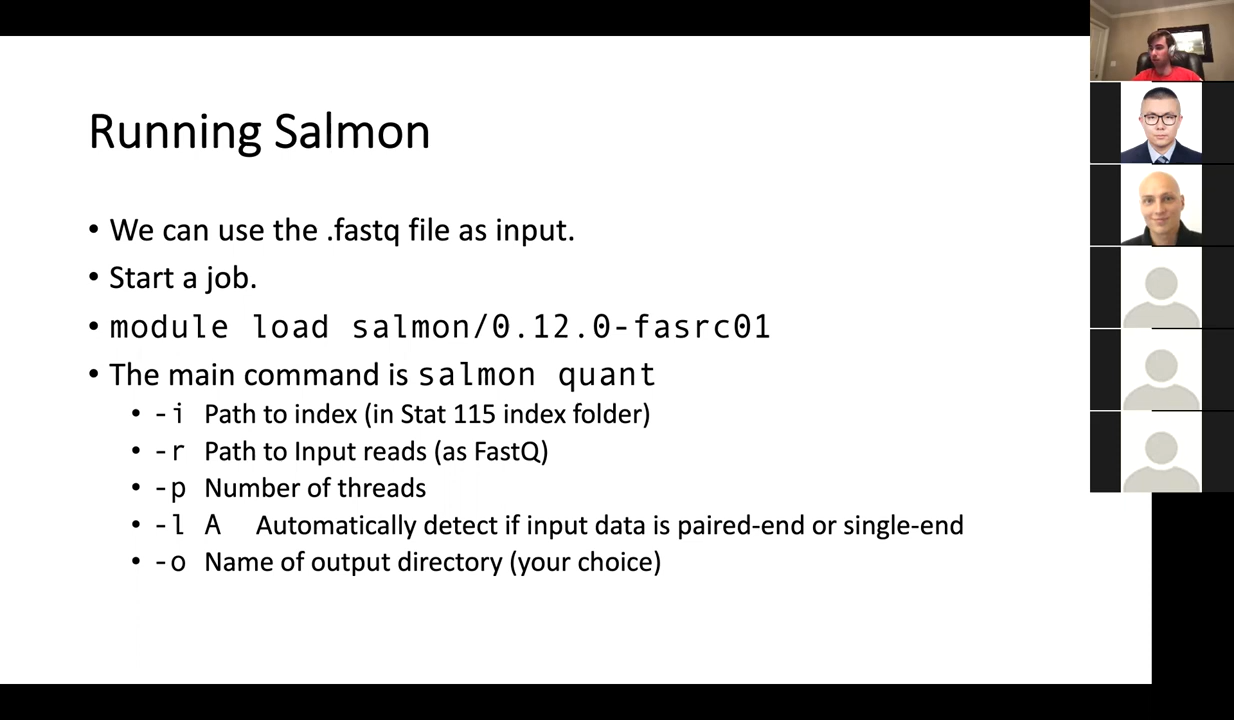 Running Salmon
• We can use the .fastq file as input.
• Start a job.
• module load salmon/0.12.0-fasrc01
• The main command is salmon quant
• -i Path to index (in Stat 115 index folder)
• -r Path to Input reads (as FastQ)
• -p Number of threads
• -l A Automatically detect if input data is paired-end or single-end
• -o Name of output directory (your choice)